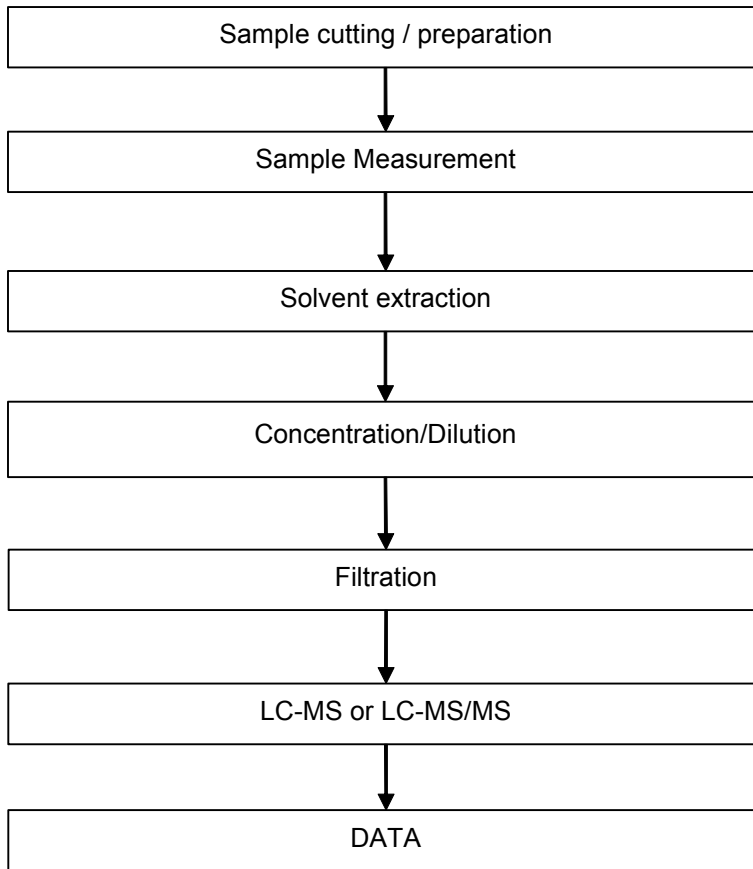 Sample cutting / preparation
Sample Measurement
Solvent extraction
Concentration/Dilution
Filtration
LC-MS or LC-MS/MS
DATA